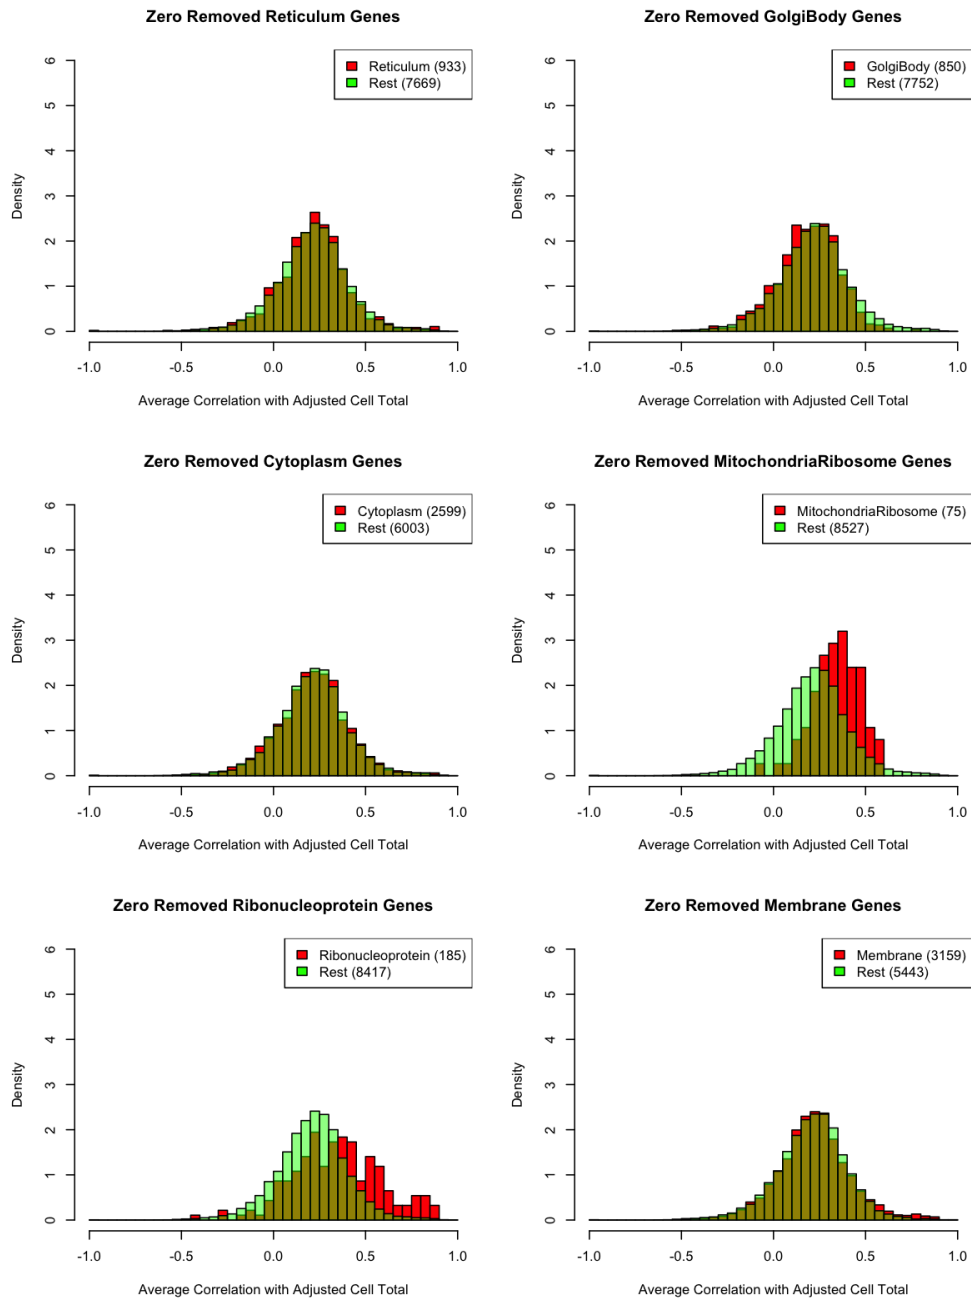 Zero Removed Reticulum Genes
Reticulum (933)
Rest (7669)
6
5
4
3
2
1
0
Density
-1.0 -0.5 0.0 0.5 1.0
Average Correlation with Adjusted Cell Total
Zero Removed GolgiBody Genes
GolgiBody (850)
Rest (7752)
6
5
4
3
2
1
0
Density
-1.0 -0.5 0.0 0.5 1.0
Average Correlation with Adjusted Cell Total
Zero Removed Cytoplasm Genes
Cytoplasm (2599)
Rest (6003)
6
5
4
3
2
1
0
Density
-1.0 -0.5 0.0 0.5 1.0
Average Correlation with Adjusted Cell Total
Zero Removed MitochondriaRibosome Genes
MitochondriaRibosome (75)
Rest (8527)
6
5
4
3
2
1
0
Density
-1.0 -0.5 0.0 0.5 1.0
Average Correlation with Adjusted Cell Total
Zero Removed Ribonucleoprotein Genes
Ribonucleoprotein (185)
Rest (8417)
6
5
4
3
2
1
0
Density
-1.0 -0.5 0.0 0.5 1.0
Average Correlation with Adjusted Cell Total
Zero Removed Membrane Genes
Membrane (3159)
Rest (5443)
6
5
4
3
2
1
0
Density
-1.0 -0.5 0.0 0.5 1.0
Average Correlation with Adjusted Cell Total